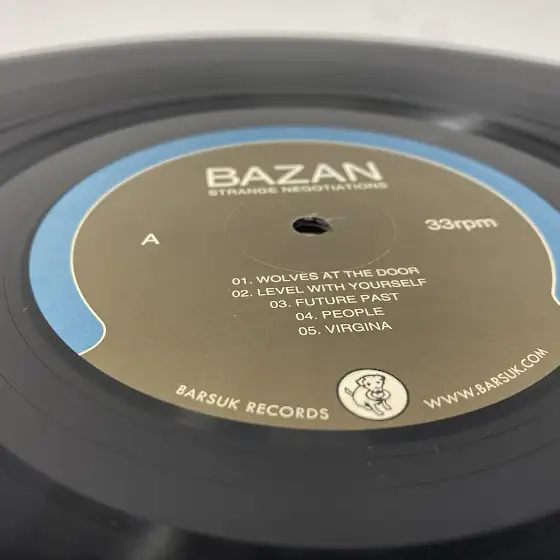 BAZAN
STRANGE NEGOTIATIONS
A
33rpm
01. WOLVES AT THE DOOR
02. LEVEL WITH YOURSELF
03. FUTURE PAST
04. PEOPLE
05. VIRGINA
BARSUK RECORDS
WWW.BARSUK.COM